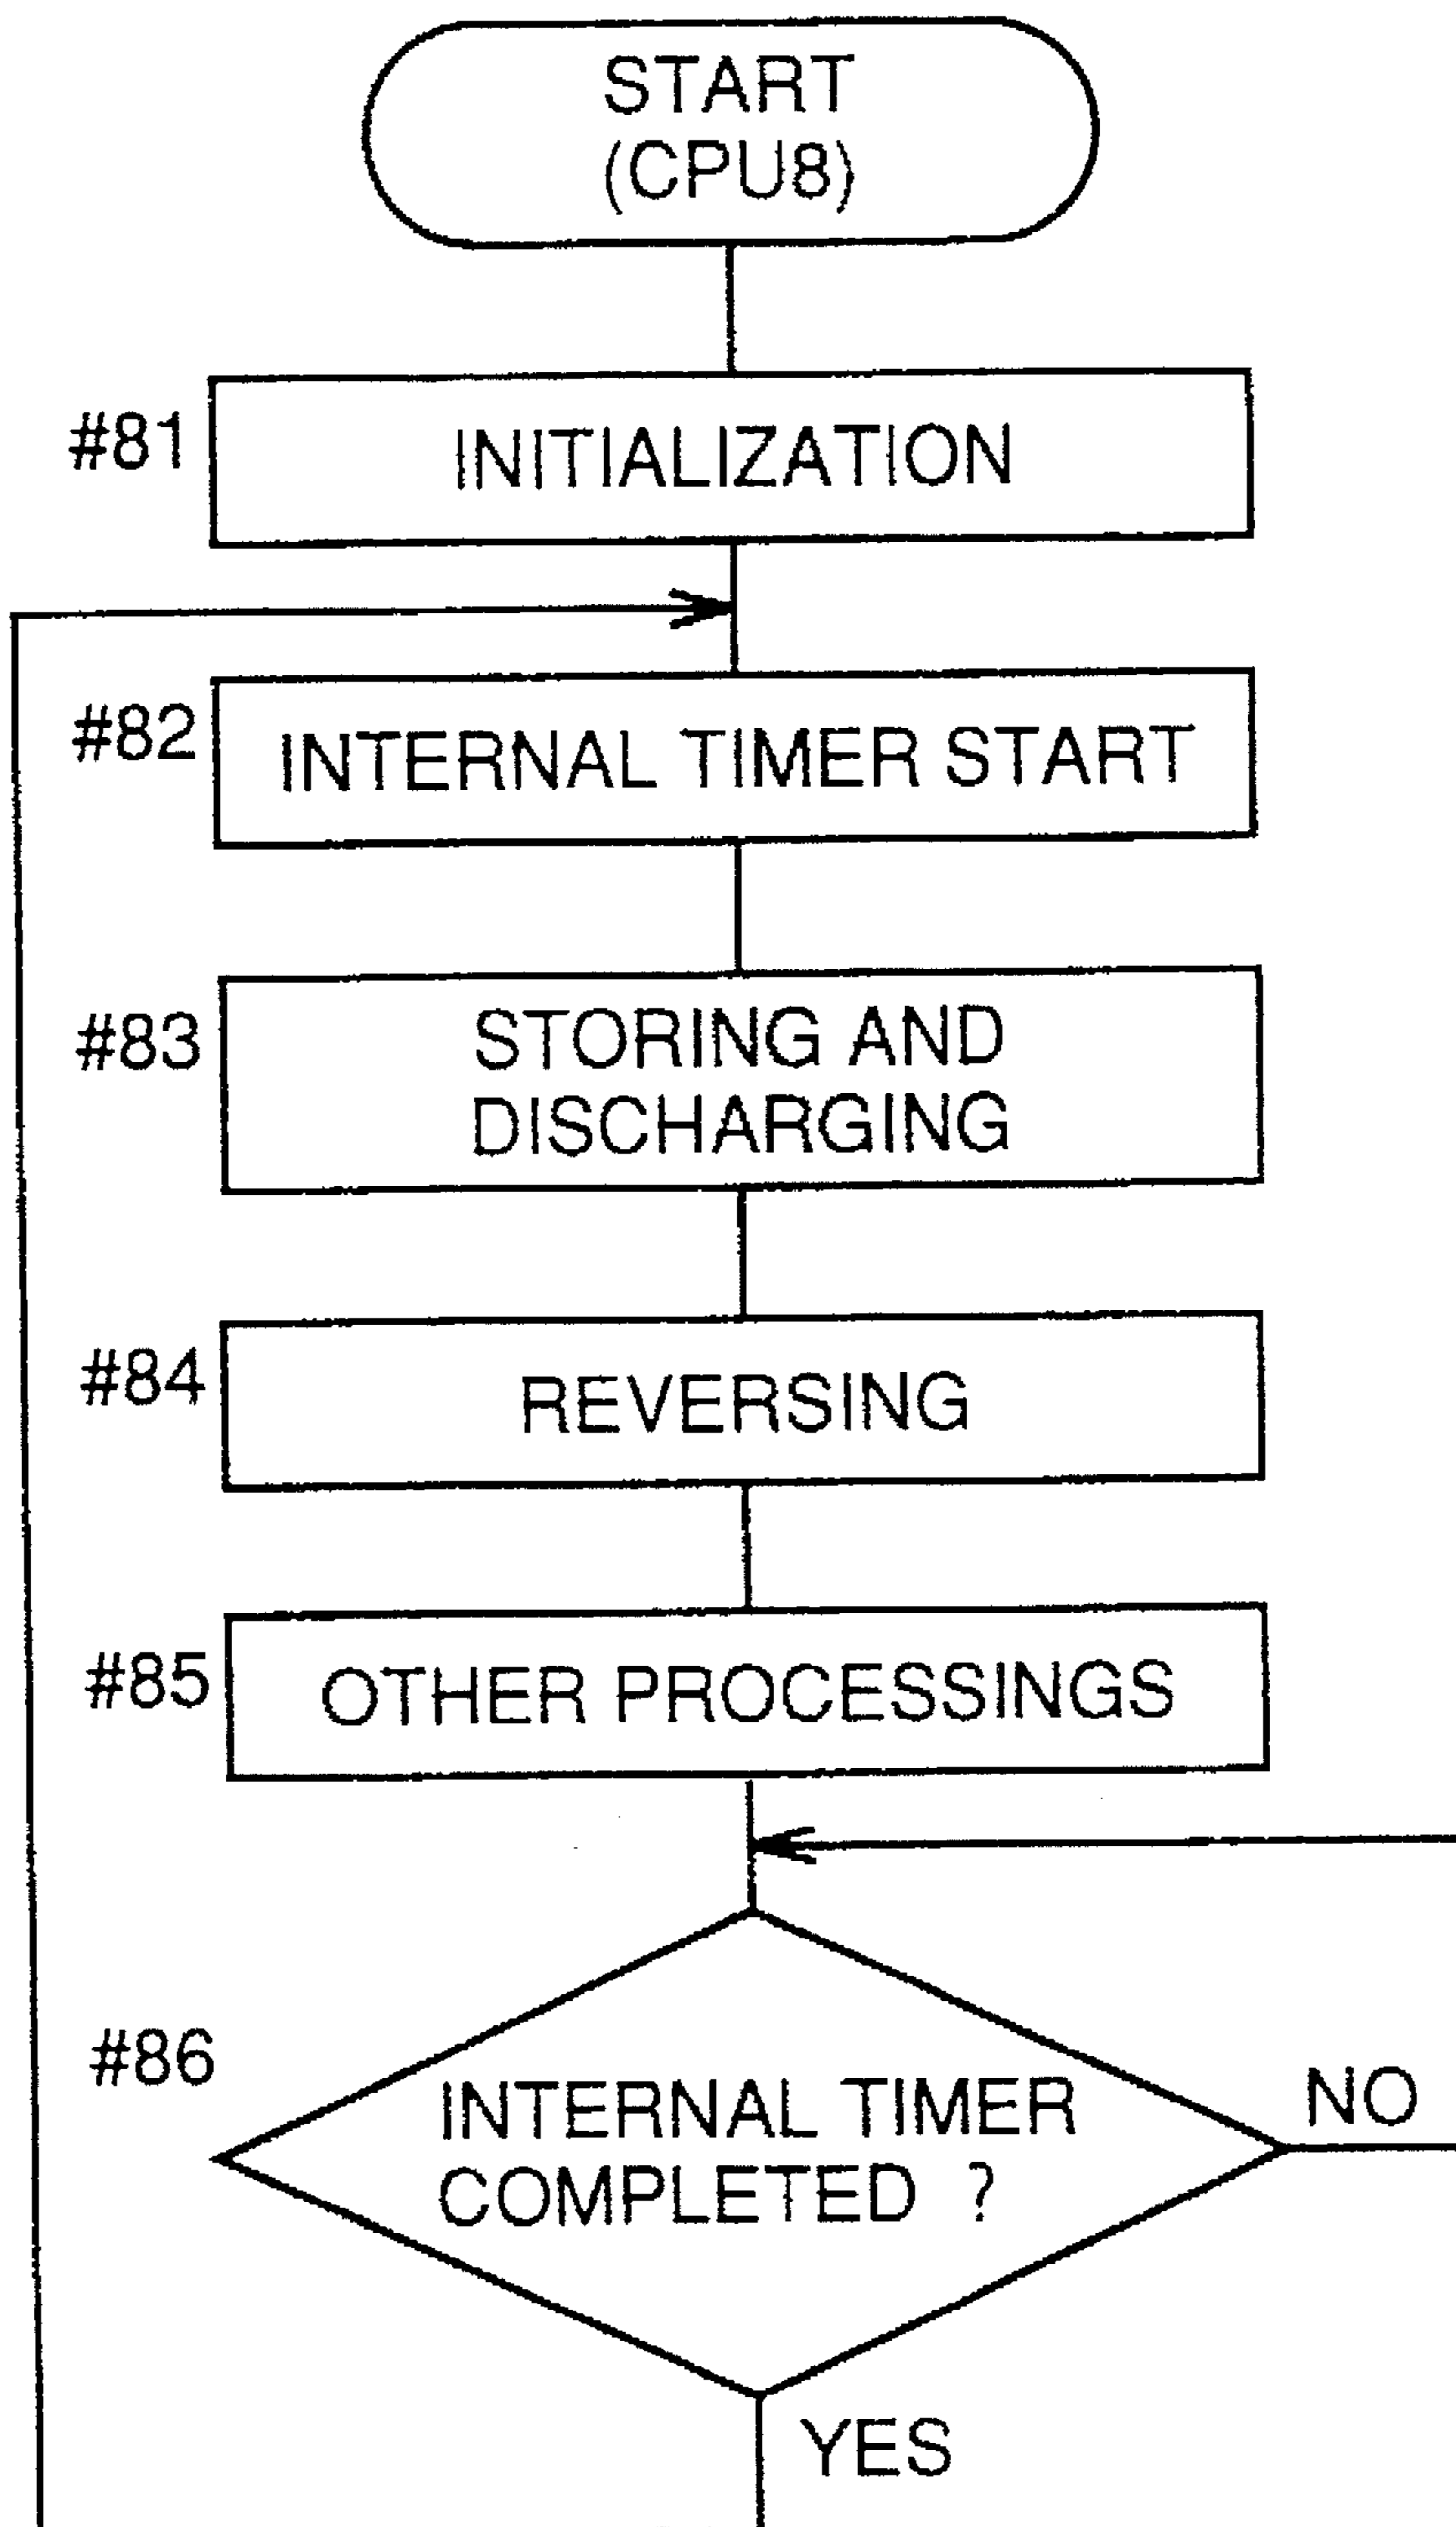 START
(CPU8)
#81
INITIALIZATION
#82
INTERNAL TIMER START
#83
STORING AND
DISCHARGING
#84
REVERSING
#85
OTHER PROCESSINGS
#86
INTERNAL TIMER
COMPLETED ?
NO
YES